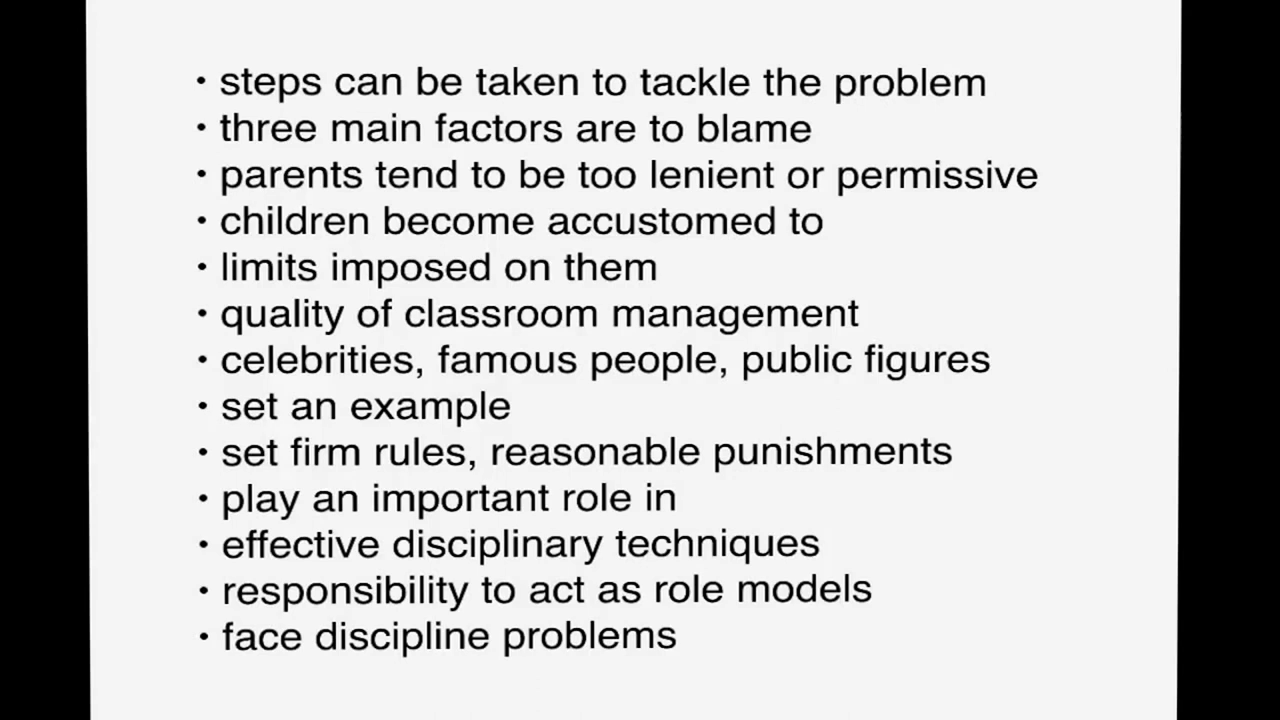 • steps can be taken to tackle the problem
• three main factors are to blame
• parents tend to be too lenient or permissive
• children become accustomed to
• limits imposed on them
• quality of classroom management
• celebrities, famous people, public figures
• set an example
• set firm rules, reasonable punishments
• play an important role in
• effective disciplinary techniques
• responsibility to act as role models
• face discipline problems